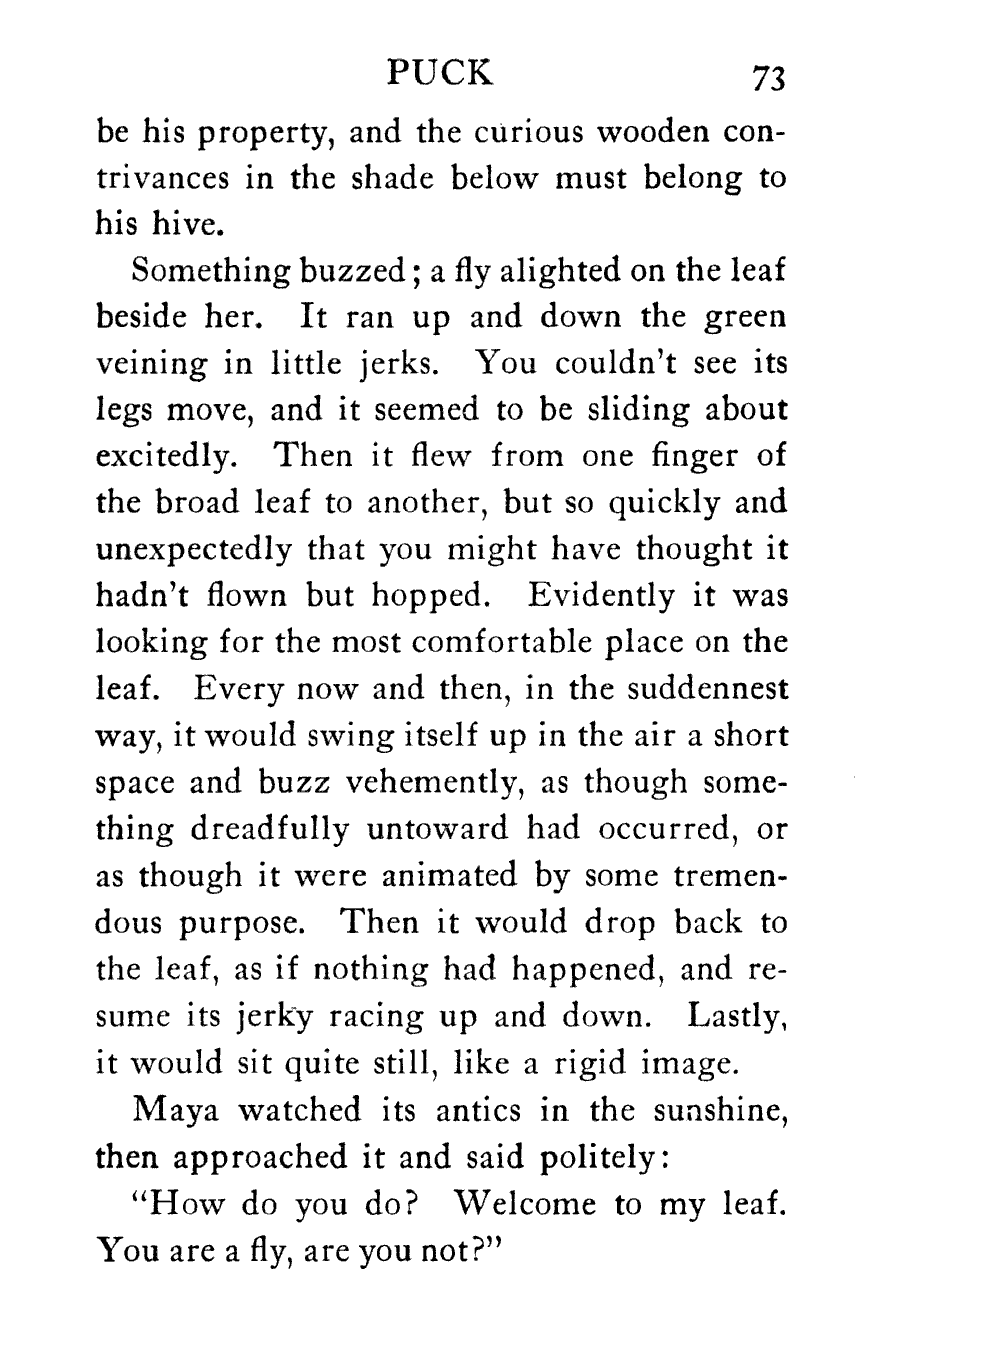 PUCK 73
be his property, and the curious wooden con-
trivances in the shade below must belong to
his hive.
Something buzzed; a fly alighted on the leaf
beside her. It ran up and down the green
veining in little jerks. You couldn't see its
legs move, and it seemed to be sliding about
excitedly. Then it flew from one finger of
the broad leaf to another, but so quickly and
unexpectedly that you might have thought it
hadn't flown but hopped. Evidently it was
looking for the most comfortable place on the
leaf. Every now and then, in the suddennest
way, it would swing itself up in the air a short
space and buzz vehemently, as though some-
thing dreadfully untoward had occurred, or
as though it were animated by some tremen-
dous purpose. Then it would drop back to
the leaf, as if nothing had happened, and re-
sume its jerky racing up and down. Lastly,
it would sit quite still, like a rigid image.
Maya watched its antics in the sunshine,
then approached it and said politely:
“How do you do? Welcome to my leaf.
You are a fly, are you not?”